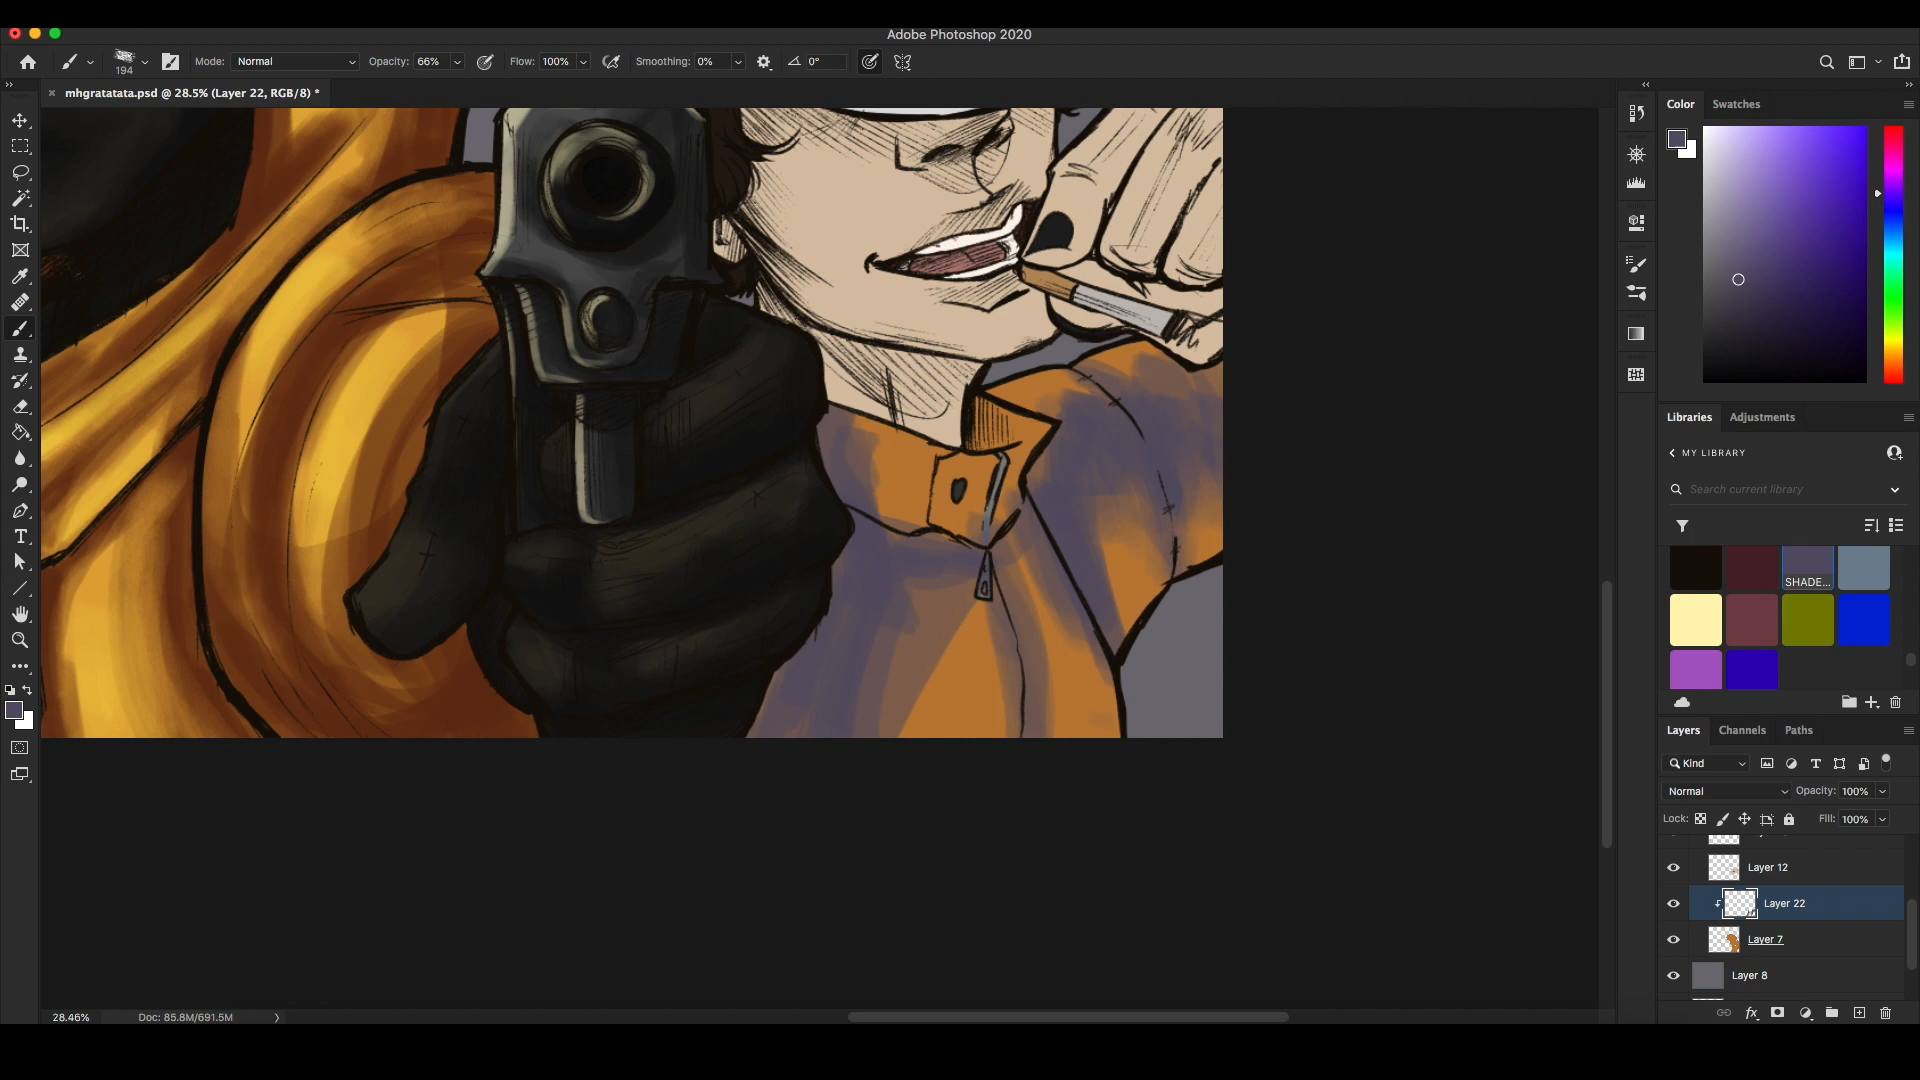 Adobe Photoshop 2020
194
Mode: Normal Opacity: 66% Flow: 100% Smoothing: 0% 0°
mhgratatata.psd @ 28.5% (Layer 22, RGB/8) *
Color Swatches
Libraries Adjustments
MY LIBRARY
Search current library
SHADE...
Layers Channels Paths
Kind
Normal Opacity: 100%
Lock: Fill: 100%
Layer 12
Layer 22
Layer 7
Layer 8
28.46% Doc: 85.8M/691.5M